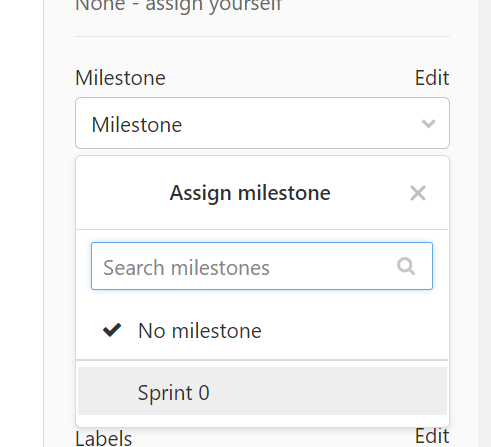 None - assign yourself
Milestone Edit
Milestone
Assign milestone
Search milestones
No milestone
Sprint 0
Labels Edit